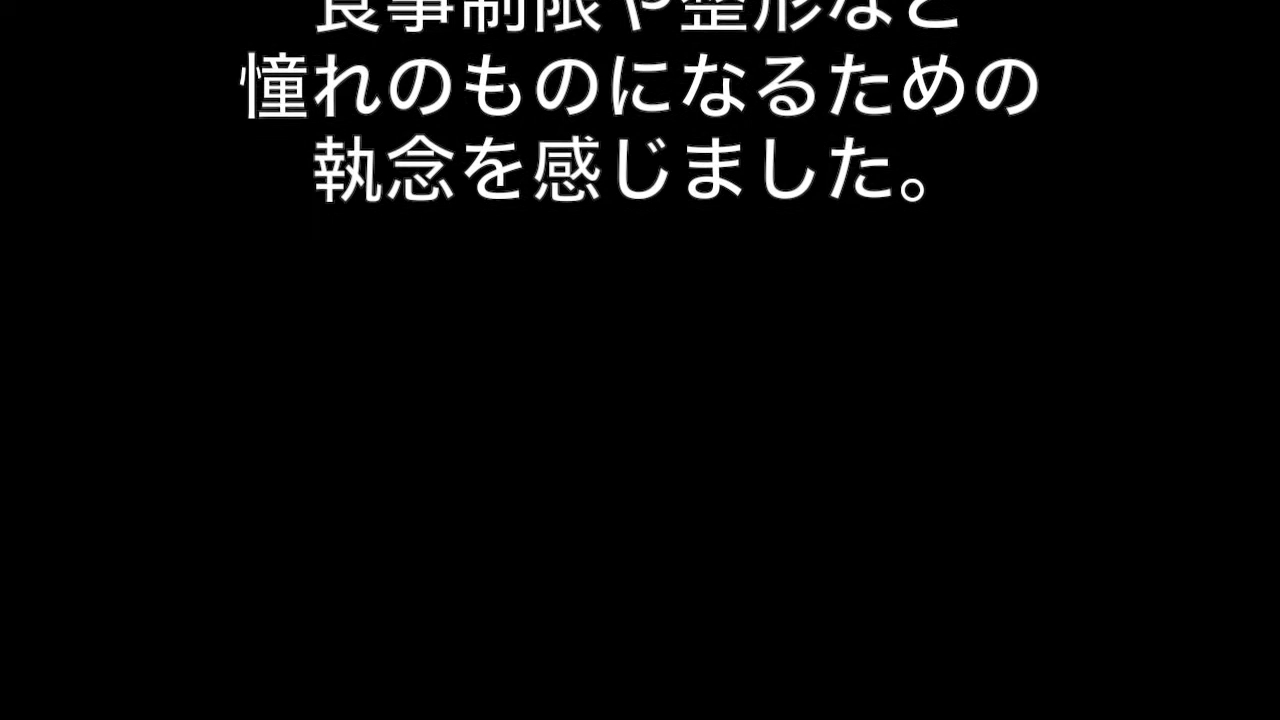 食事制限や整形など
憧れのものになるための
執念を感じました。